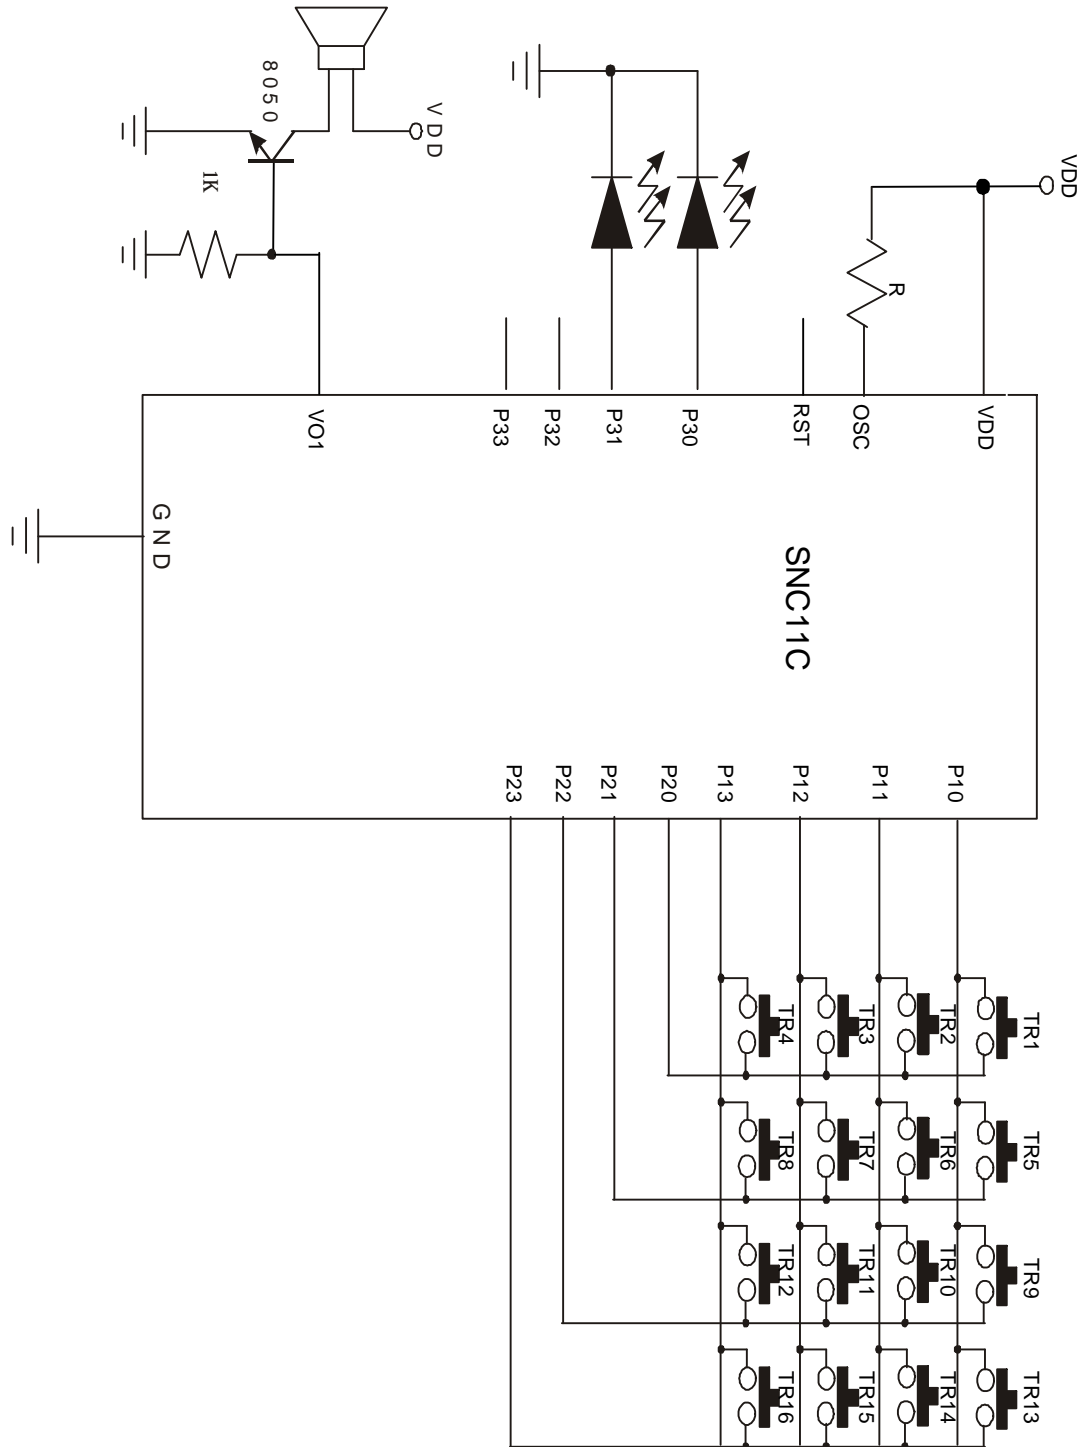 8050
VDD
1K
VDD
R
VO1
P33
P32
P31
P30
RST
OSC
VDD
GND
SNC11C
P23
P22
P21
P20
P13
P12
P11
P10
TR4
TR3
TR2
TR1
TR8
TR7
TR6
TR5
TR12
TR11
TR10
TR9
TR16
TR15
TR14
TR13